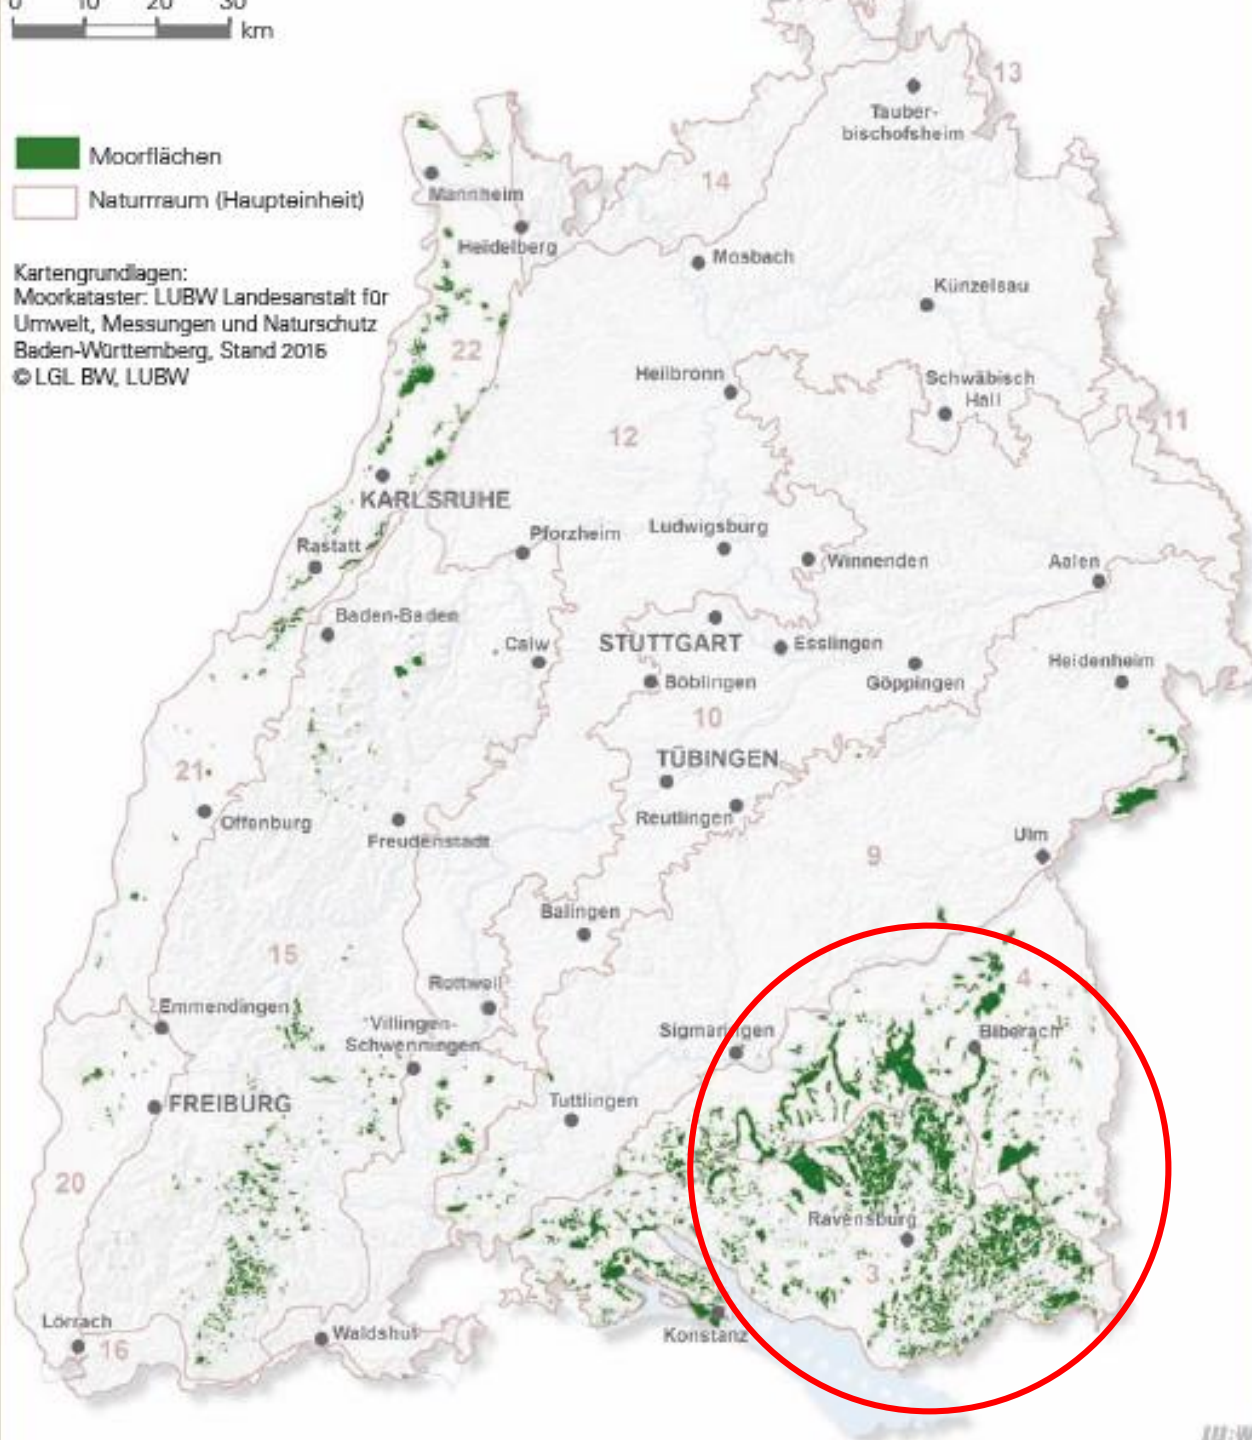 0 10 20 30
km
13
Tauber-
bischofsheim
Moorflächen
14
Naturrraum (Haupteinheit)
Mannheim
Heidelberg
Mosbach
Kartengrundlagen:
Moorkataster: LUBW Landesanstalt für
Umwelt, Messungen und Naturschutz
Baden-Württemberg, Stand 2016
© LGL BW, LUBW
Künzelsau
22
Heilbronn
Schwäbisch
Hall
11
12
KARLSRUHE
Pforzheim
Ludwigsburg
Rastatt
Winnenden
Aalen
Baden-Baden
Calw
STUTTGART
Esslingen
Heidenheim
Böblingen
Göppingen
2
10
TÜBINGEN
21
Offenburg
Reutlingen
Freudenstadt
Ulm
9
Balingen
15
4
Rottweil
Emmendingen
Villingen-
Schwenningen
Sigmaringen
Biberach
FREIBURG
Tuttlingen
20
Ravensburg
3
Lörrach
Waldshut
Konstanz
16